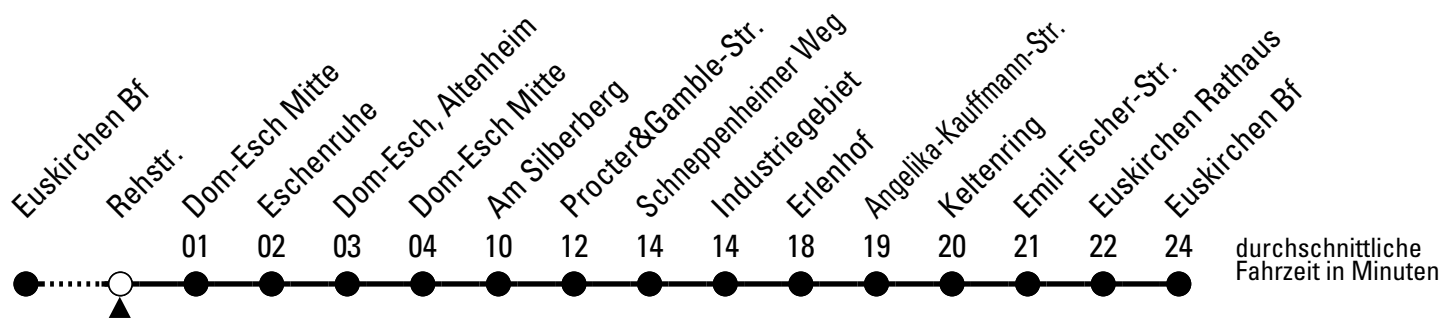 Euskirchen Bf
Rehstr.
Dom-Esch Mitte
Eschenruhe
Dom-Esch, Altenheim
Dom-Esch Mitte
Am Silberberg
Procter&Gamble-Str.
Schneppenheimer Weg
Industriegebiet
Erlenhof
Angelika-Kauffmann-Str.
Keltenring
Emil-Fischer-Str.
Euskirchen Rathaus
Euskirchen Bf
01 02 03 04 10 12 14 14 18 19 20 21 22 24
durchschnittliche
Fahrzeit in Minuten